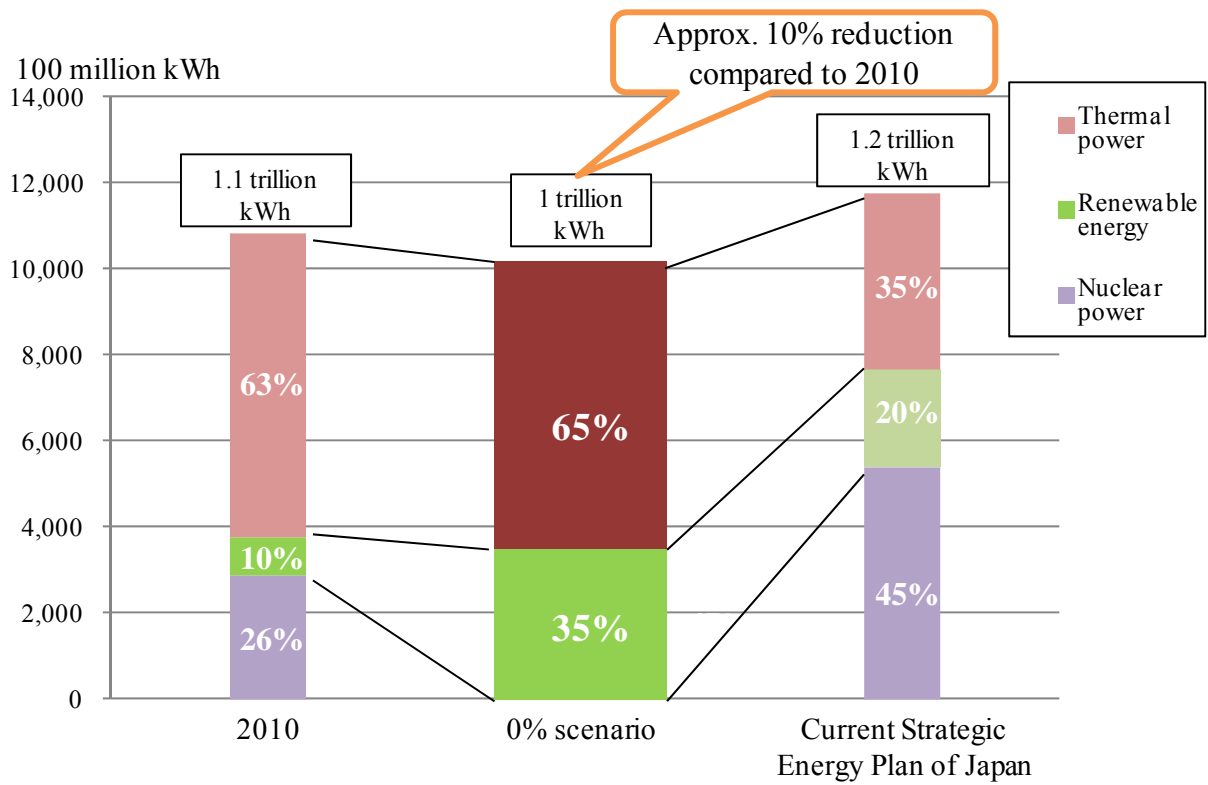 Approx. 10% reduction
compared to 2010
100 million kWh
14,000
12,000
10,000
8,000
6,000
4,000
2,000
0
1.1 trillion
kWh
1 trillion
kWh
1.2 trillion
kWh
Thermal
power
Renewable
energy
Nuclear
power
63%
10%
26%
65%
35%
35%
20%
45%
2010
0% scenario
Current Strategic
Energy Plan of Japan